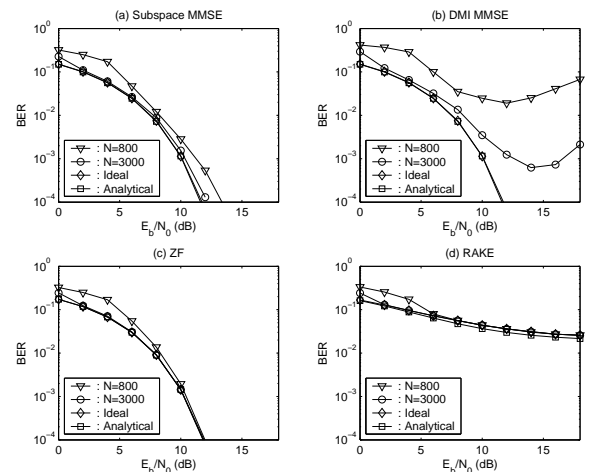 (a) Subspace MMSE
10^0
10^-1
10^-2
10^-3
10^-4
BER
▽ : N=800
○ : N=3000
◇ : Ideal
□ : Analytical
0 5 10 15
E_b/N_0 (dB)
(b) DMI MMSE
10^0
10^-1
10^-2
10^-3
10^-4
BER
▽ : N=800
○ : N=3000
◇ : Ideal
□ : Analytical
0 5 10 15
E_b/N_0 (dB)
(c) ZF
10^0
10^-1
10^-2
10^-3
10^-4
BER
▽ : N=800
○ : N=3000
◇ : Ideal
□ : Analytical
0 5 10 15
E_b/N_0 (dB)
(d) RAKE
10^0
10^-1
10^-2
10^-3
10^-4
BER
▽ : N=800
○ : N=3000
◇ : Ideal
□ : Analytical
0 5 10 15
E_b/N_0 (dB)